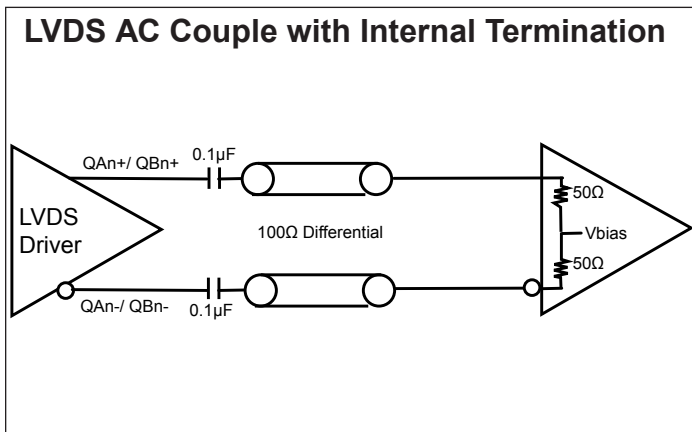 LVDS AC Couple with Internal Termination
QAn+/ QBn+
0.1µF
50Ω
LVDS
Driver
100Ω Differential
Vbias
50Ω
QAn-/ QBn-
0.1µF